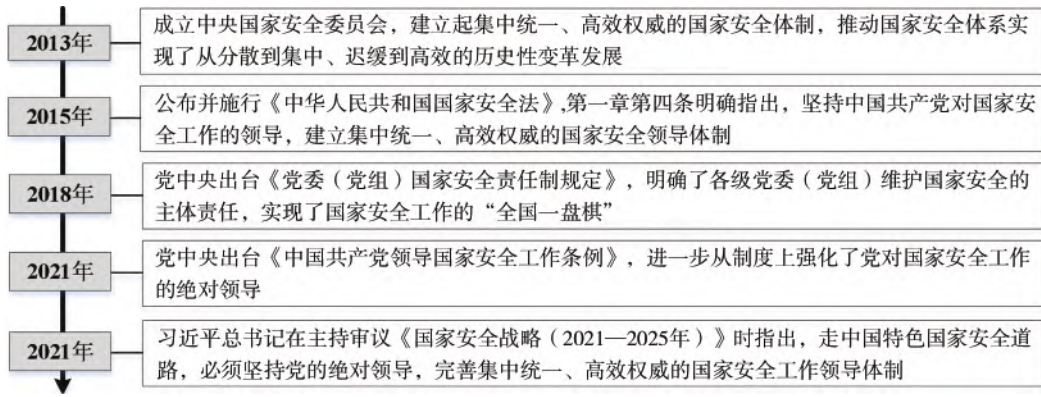 2013年
成立中央国家安全委员会，建立起集中统一、高效权威的国家安全体制，推动国家安全体系实
现了从分散到集中、迟缓到高效的历史性变革发展
2015年
公布并施行《中华人民共和国国家安全法》,第一章第四条明确指出，坚持中国共产党对国家安
全工作的领导，建立集中统一、高效权威的国家安全领导体制
2018年
党中央出台《党委（党组）国家安全责任制规定》，明确了各级党委（党组）维护国家安全的
主体责任，实现了国家安全工作的“全国一盘棋”
2021年
党中央出台《中国共产党领导国家安全工作条例》，进一步从制度上强化了党对国家安全工作
的绝对领导
2021年
习近平总书记在主持审议《国家安全战略（2021—2025年）》时指出，走中国特色国家安全道
路，必须坚持党的绝对领导，完善集中统一、高效权威的国家安全工作领导体制